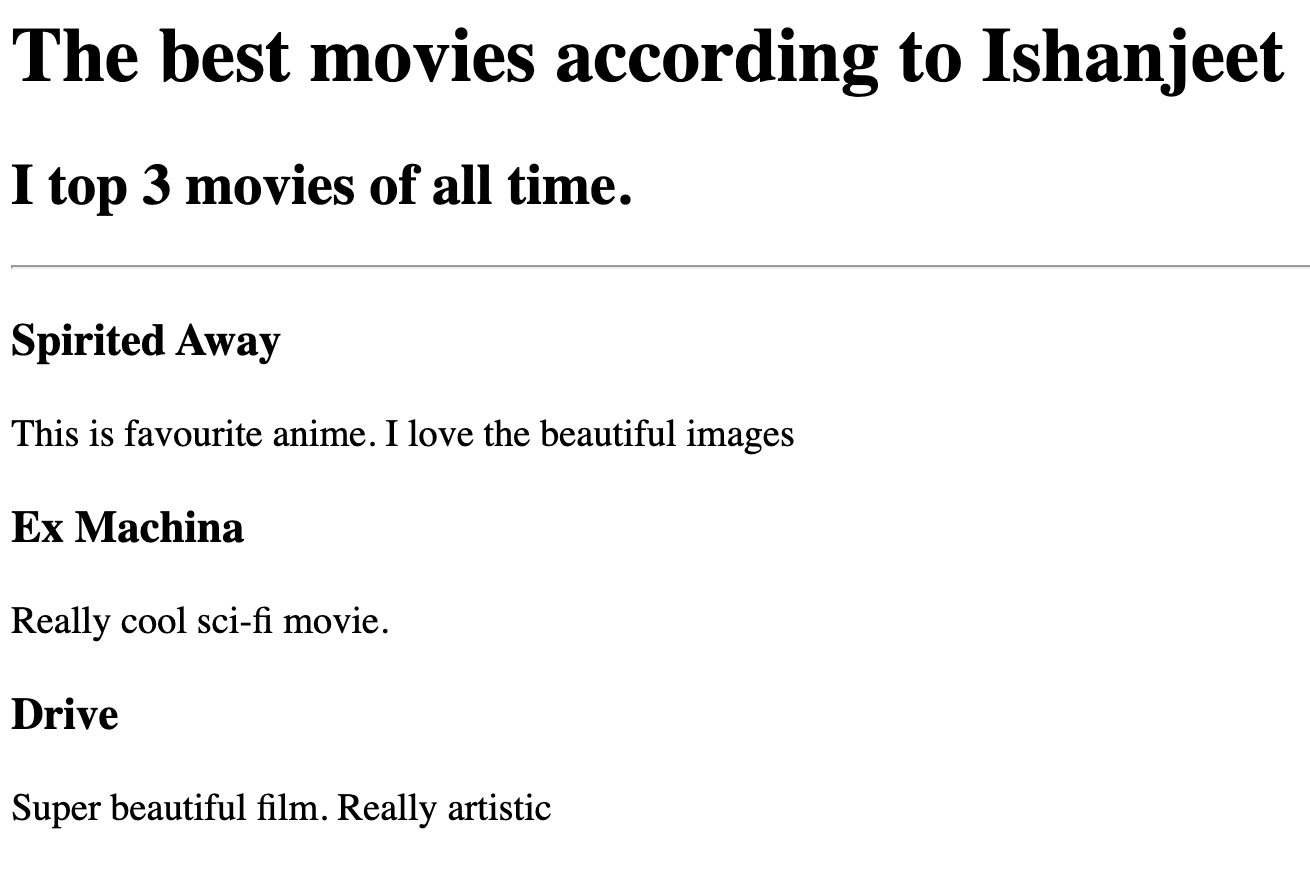 The best movies according to Ishanjeet
I top 3 movies of all time.
Spirited Away
This is favourite anime. I love the beautiful images
Ex Machina
Really cool sci-fi movie.
Drive
Super beautiful film. Really artistic